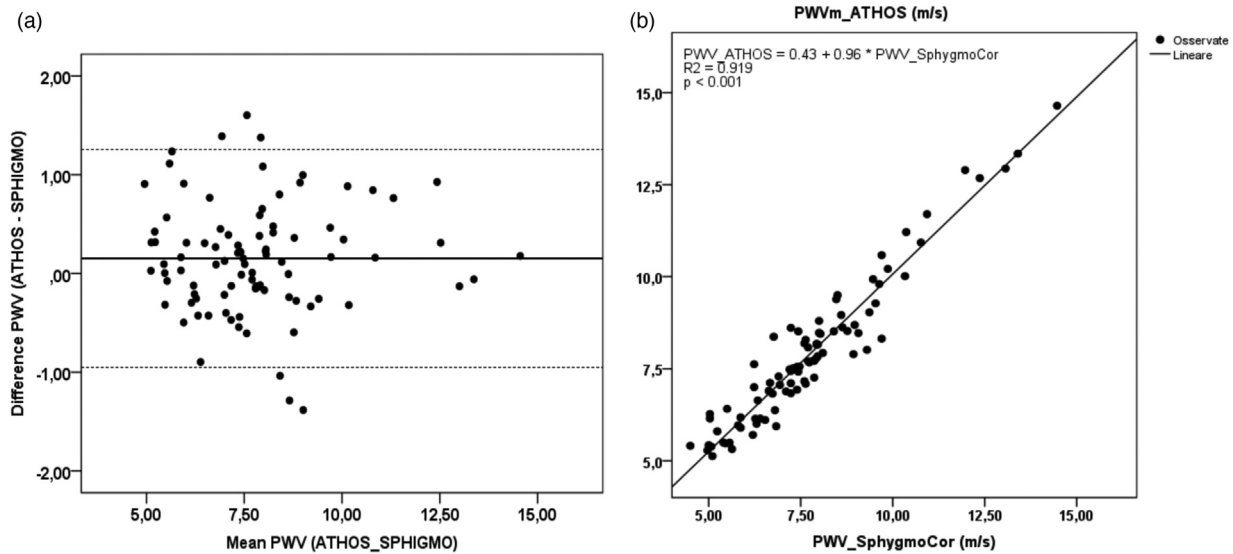 (a)
2,00
1,00
,00
-1,00
-2,00
Difference PWV (ATHOS - SPHIGMO)
5,00
7,50
10,00
12,50
15,00
Mean PWV (ATHOS_SPHIGMO)
(b)
PWVm_ATHOS (m/s)
PWV_ATHOS = 0.43 + 0.96 * PWV_SphygmoCor
R2 = 0.919
p < 0.001
Osservate
Lineare
15,0
12,5
10,0
7,5
5,0
5,00
7,50
10,00
12,50
15,00
PWV_SphygmoCor (m/s)